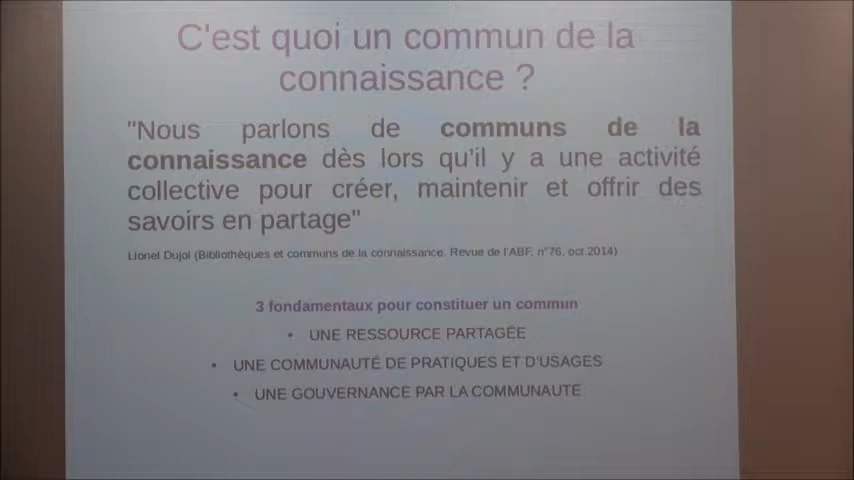 C'est quoi un commun de la
connaissance ?
"Nous parlons de communs de la
connaissance dès lors qu'il y a une activité
collective pour créer, maintenir et offrir des
savoirs en partage"
Lionel Dujol (Bibliothèques et communs de la connaissance. Revue de l'ABF, n°76, oct.2014)
3 fondamentaux pour constituer un commun
• UNE RESSOURCE PARTAGÉE
• UNE COMMUNAUTÉ DE PRATIQUES ET D'USAGES
• UNE GOUVERNANCE PAR LA COMMUNAUTE